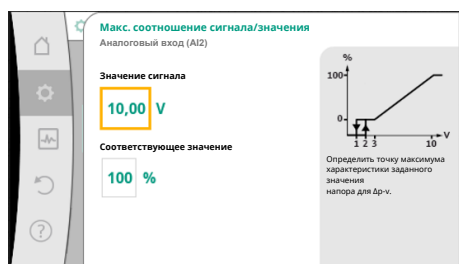 Макс. соотношение сигнала/значения
Аналоговый вход (AI2)
Значение сигнала
10,00 V
Соответствующее значение
100 %
%
100
0
1 2 3 10
V
Определить точку максимума
характеристики заданного
значения
напора для Δp-v.
?